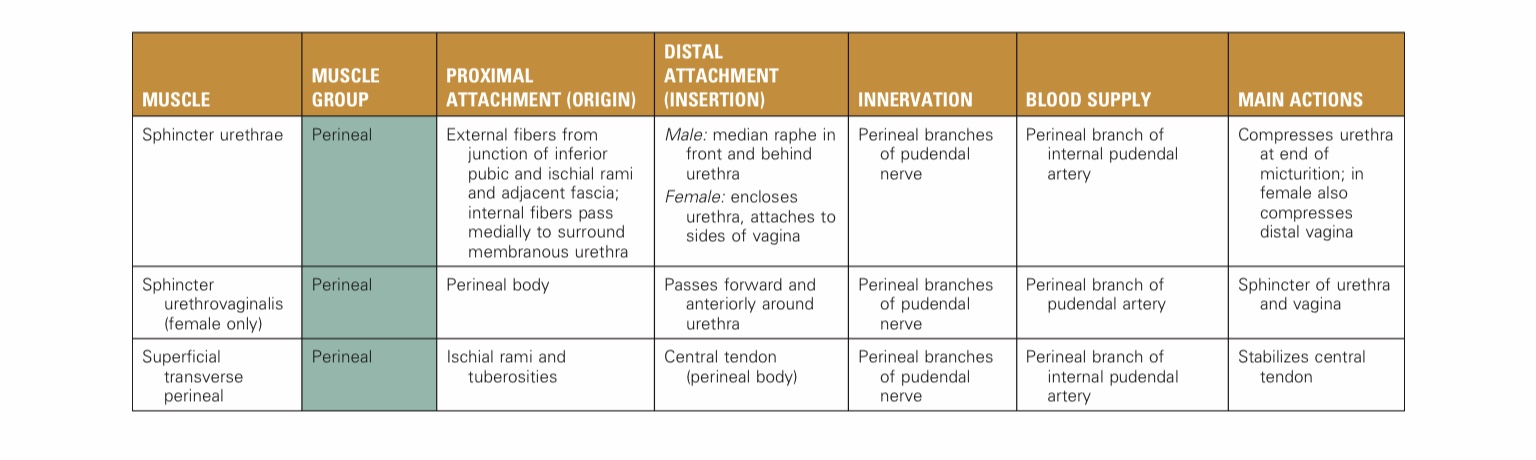 MUSCLE
MUSCLE
GROUP
PROXIMAL
ATTACHMENT (ORIGIN)
DISTAL
ATTACHMENT
(INSERTION)
INNERVATION
BLOOD SUPPLY
MAIN ACTIONS
Sphincter urethrae
Perineal
External fibers from
junction of inferior
pubic and ischial rami
and adjacent fascia;
internal fibers pass
medially to surround
membranous urethra
Male: median raphe in
front and behind
urethra
Female: encloses
urethra, attaches to
sides of vagina
Perineal branches
of pudendal
nerve
Perineal branch of
internal pudendal
artery
Compresses urethra
at end of
micturition; in
female also
compresses
distal vagina
Sphincter
urethrovaginalis
(female only)
Perineal
Perineal body
Passes forward and
anteriorly around
urethra
Perineal branches
of pudendal
nerve
Perineal branch of
pudendal artery
Sphincter of urethra
and vagina
Superficial
transverse
perineal
Perineal
Ischial rami and
tuberosities
Central tendon
(perineal body)
Perineal branches
of pudendal
nerve
Perineal branch of
internal pudendal
artery
Stabilizes central
tendon